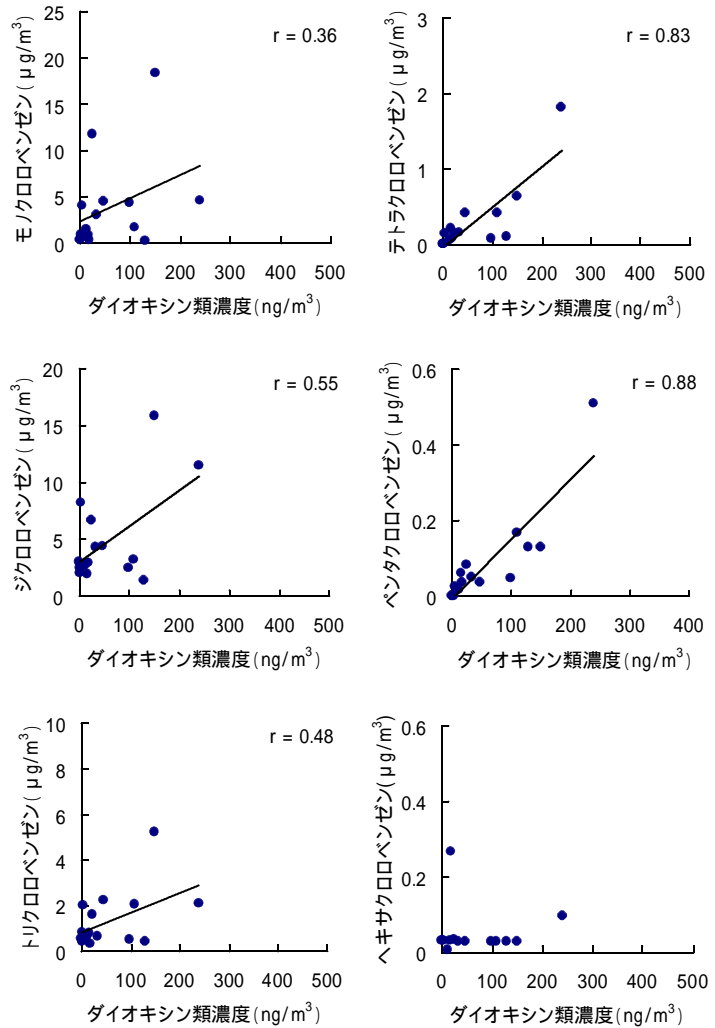 モノクロロベンゼン(μg/m³)
25
20
15
10
5
0
r = 0.36
0 100 200 300 400 500
ダイオキシン類濃度(ng/m³)
テトラクロロベンゼン(μg/m³)
3
2
1
0
r = 0.83
0 100 200 300 400 500
ダイオキシン類濃度(ng/m³)
ジクロロベンゼン(μg/m³)
20
15
10
5
0
r = 0.55
0 100 200 300 400 500
ダイオキシン類濃度(ng/m³)
ペンタクロロベンゼン(μg/m³)
0.6
0.4
0.2
0
r = 0.88
0 100 200 300 400
ダイオキシン類濃度(ng/m³)
トリクロロベンゼン(μg/m³)
10
8
6
4
2
0
r = 0.48
0 100 200 300 400 500
ダイオキシン類濃度(ng/m³)
ヘキサクロロベンゼン(μg/m³)
0.6
0.4
0.2
0
0 100 200 300 400 500
ダイオキシン類濃度(ng/m³)